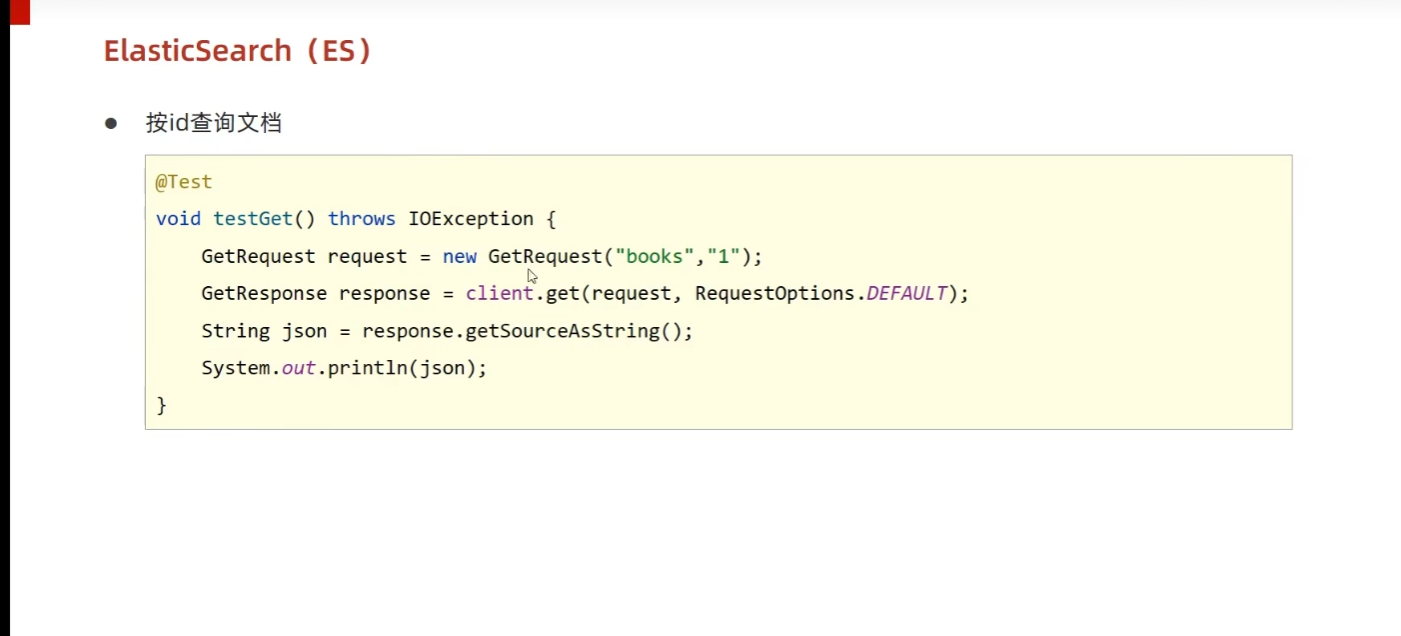 ElasticSearch（ES）
● 按id查询文档
@Test
void testGet() throws IOException {
    GetRequest request = new GetRequest("books","1");
    GetResponse response = client.get(request, RequestOptions.DEFAULT);
    String json = response.getSourceAsString();
    System.out.println(json);
}